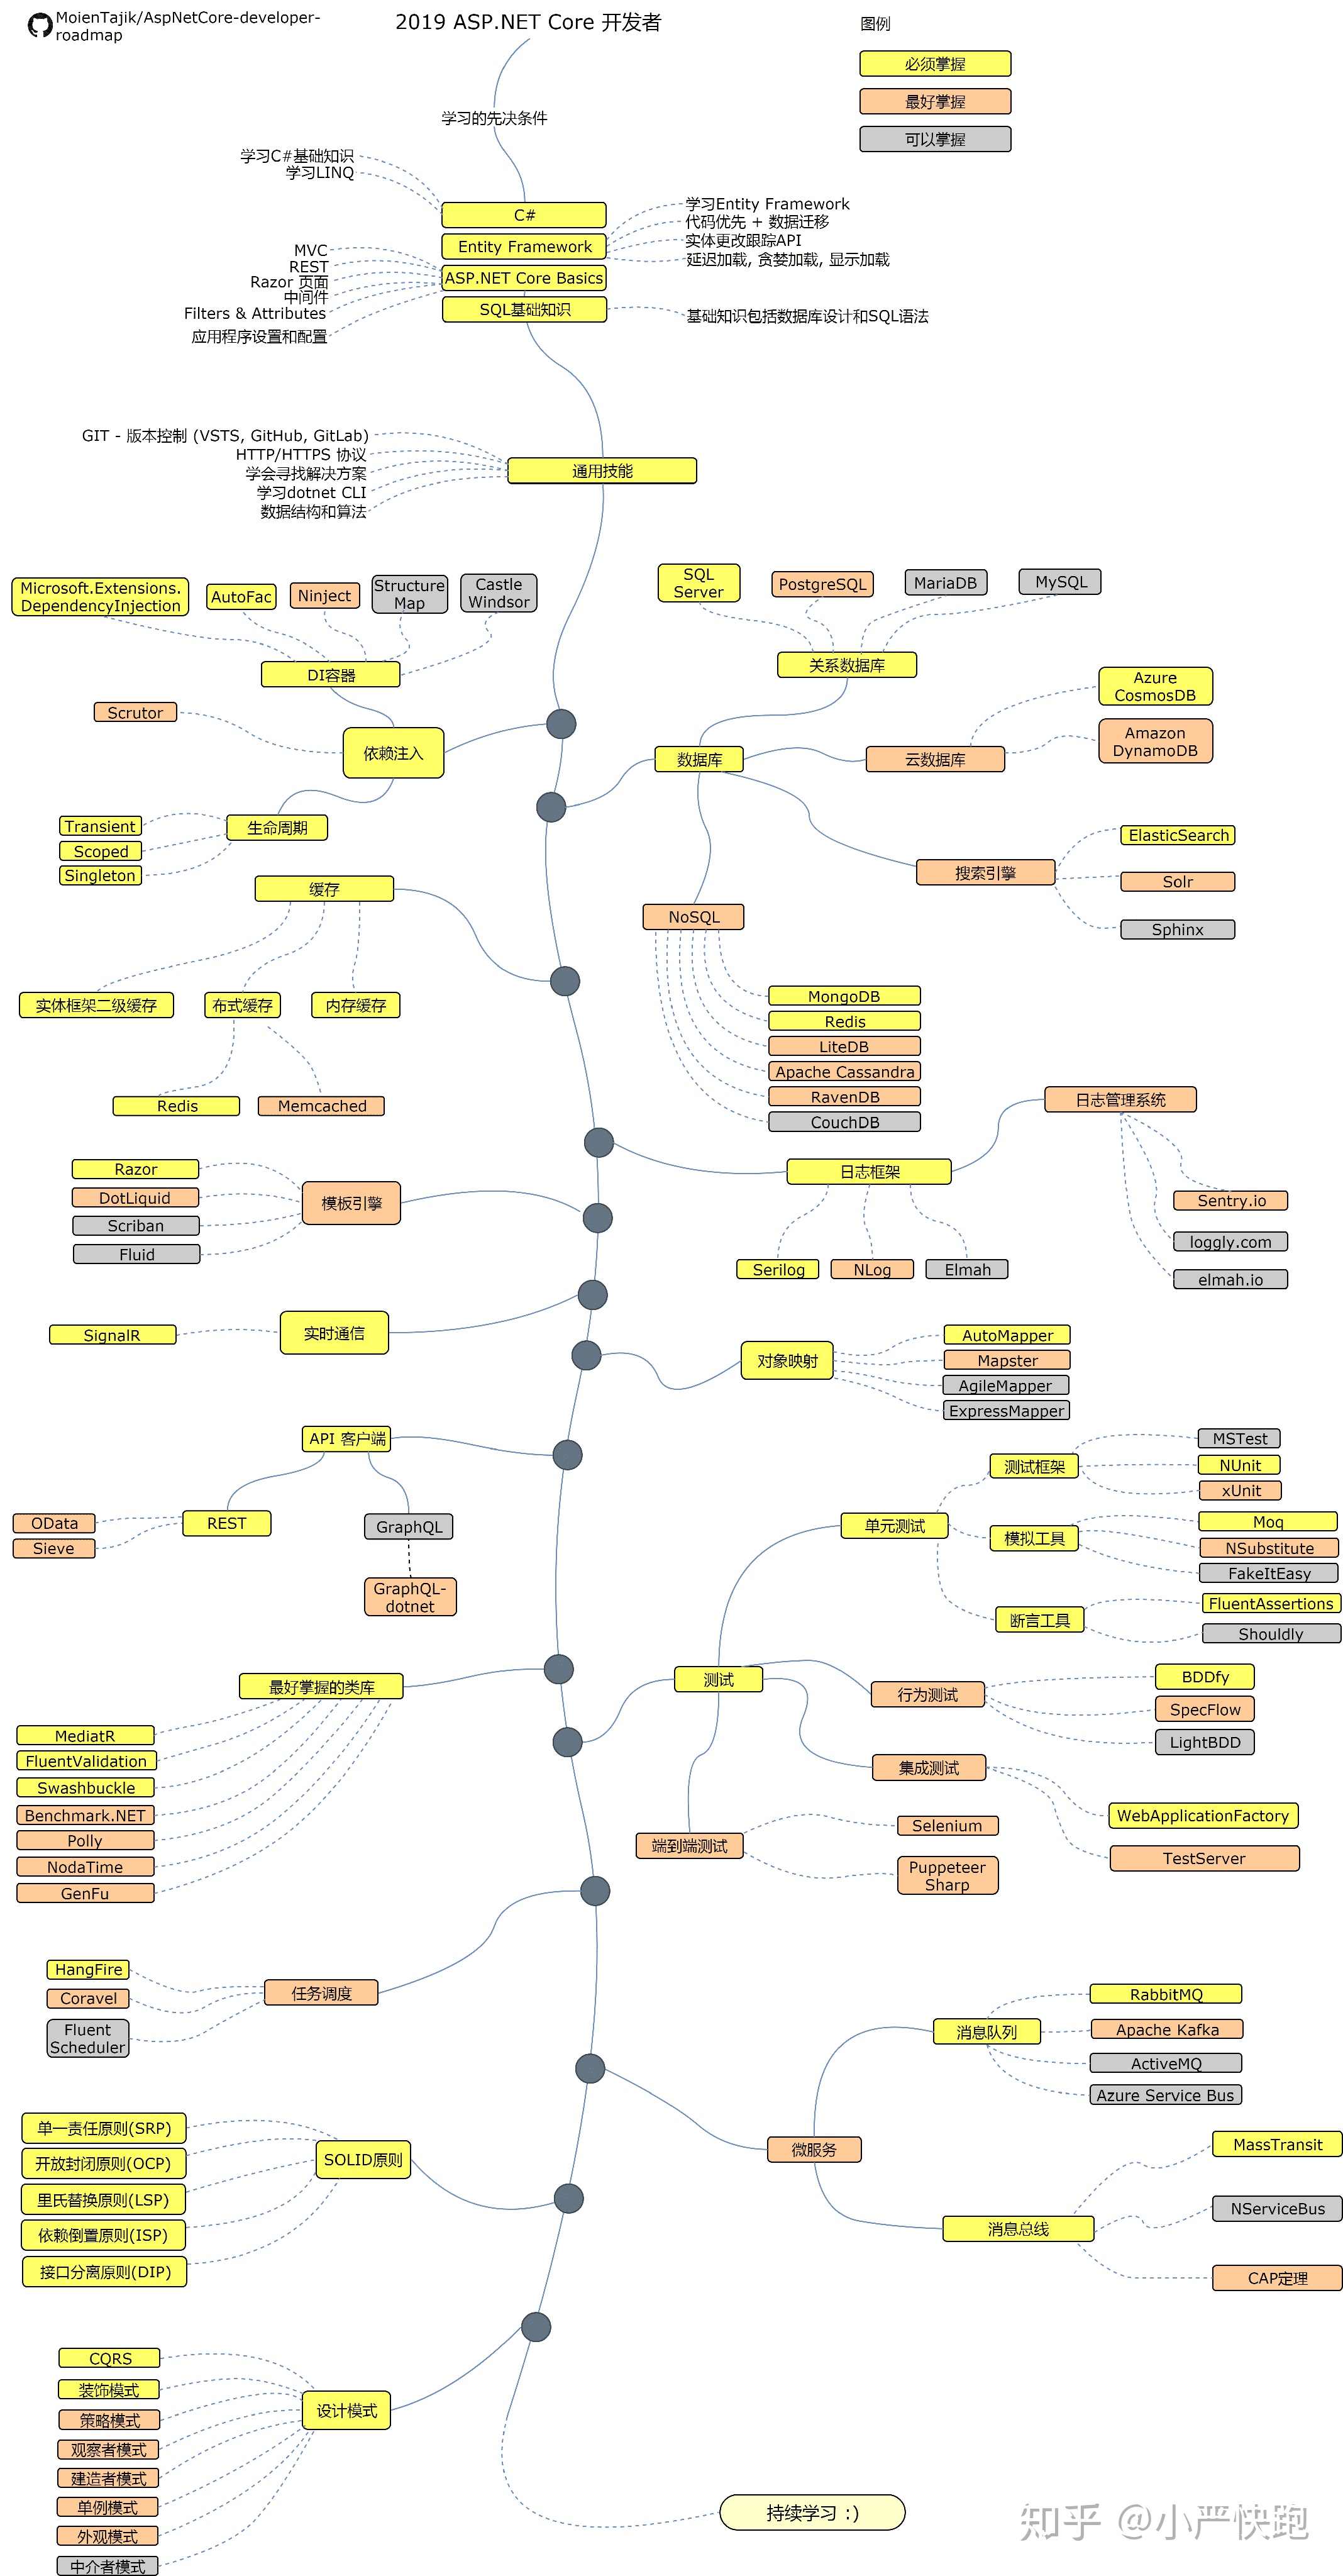 MoienTajik/AspNetCore-developer-
roadmap
2019 ASP.NET Core 开发者
图例
必须掌握
最好掌握
可以掌握
学习的先决条件
学习C#基础知识
学习LINQ
C#
Entity Framework
ASP.NET Core Basics
SQL基础知识
学习Entity Framework
代码优先 + 数据迁移
实体更改跟踪API
延迟加载, 贪婪加载, 显示加载
MVC
REST
Razor 页面
中间件
Filters & Attributes
应用程序设置和配置
基础知识包括数据库设计和SQL语法
GIT - 版本控制 (VSTS, GitHub, GitLab)
HTTP/HTTPS 协议
学会寻找解决方案
学习dotnet CLI
数据结构和算法
通用技能
Microsoft.Extensions.
DependencyInjection
AutoFac
Ninject
Structure
Map
Castle
Windsor
DI容器
Scrutor
依赖注入
生命周期
Transient
Scoped
Singleton
SQL
Server
PostgreSQL
MariaDB
MySQL
关系数据库
Azure
CosmosDB
Amazon
DynamoDB
数据库
云数据库
搜索引擎
ElasticSearch
Solr
Sphinx
NoSQL
MongoDB
Redis
LiteDB
Apache Cassandra
RavenDB
CouchDB
缓存
实体框架二级缓存
布式缓存
内存缓存
Redis
Memcached
日志管理系统
日志框架
Sentry.io
loggly.com
elmah.io
Serilog
NLog
Elmah
Razor
DotLiquid
Scriban
Fluid
模板引擎
SignalR
实时通信
对象映射
AutoMapper
Mapster
AgileMapper
ExpressMapper
API 客户端
REST
OData
Sieve
GraphQL
GraphQL-
dotnet
测试框架
MSTest
NUnit
xUnit
单元测试
模拟工具
Moq
NSubstitute
FakeItEasy
断言工具
FluentAssertions
Shouldly
测试
行为测试
BDDfy
SpecFlow
LightBDD
集成测试
WebApplicationFactory
TestServer
端到端测试
Selenium
Puppeteer
Sharp
最好掌握的类库
MediatR
FluentValidation
Swashbuckle
Benchmark.NET
Polly
NodaTime
GenFu
HangFire
Coravel
Fluent
Scheduler
任务调度
消息队列
RabbitMQ
Apache Kafka
ActiveMQ
Azure Service Bus
微服务
消息总线
MassTransit
NServiceBus
CAP定理
单一责任原则(SRP)
开放封闭原则(OCP)
里氏替换原则(LSP)
依赖倒置原则(ISP)
接口分离原则(DIP)
SOLID原则
CQRS
装饰模式
策略模式
观察者模式
建造者模式
单例模式
外观模式
中介者模式
设计模式
持续学习 :)
知乎 @小严快跑